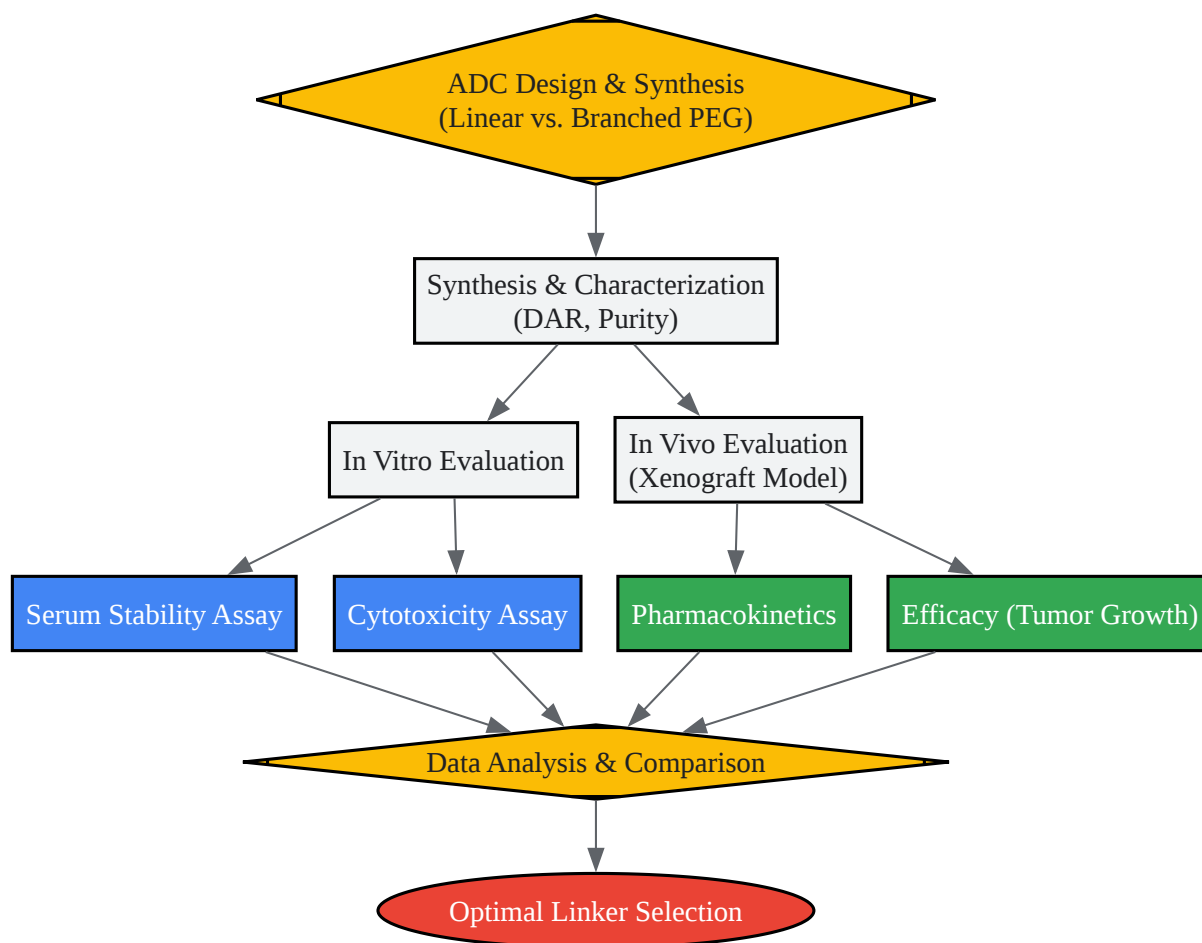 ADC Design & Synthesis
(Linear vs. Branched PEG)
Synthesis & Characterization
(DAR, Purity)
In Vitro Evaluation
In Vivo Evaluation
(Xenograft Model)
Serum Stability Assay
Cytotoxicity Assay
Pharmacokinetics
Efficacy (Tumor Growth)
Data Analysis & Comparison
Optimal Linker Selection